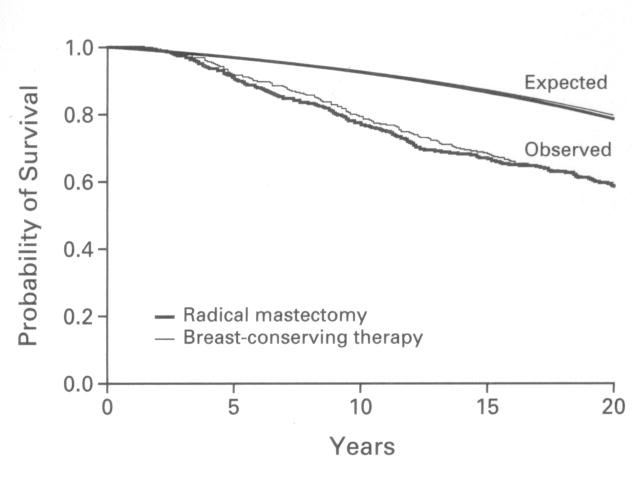 Probability of Survival
1.0
0.8
0.6
0.4
0.2
0.0
Expected
Observed
Radical mastectomy
Breast-conserving therapy
0 5 10 15 20
Years